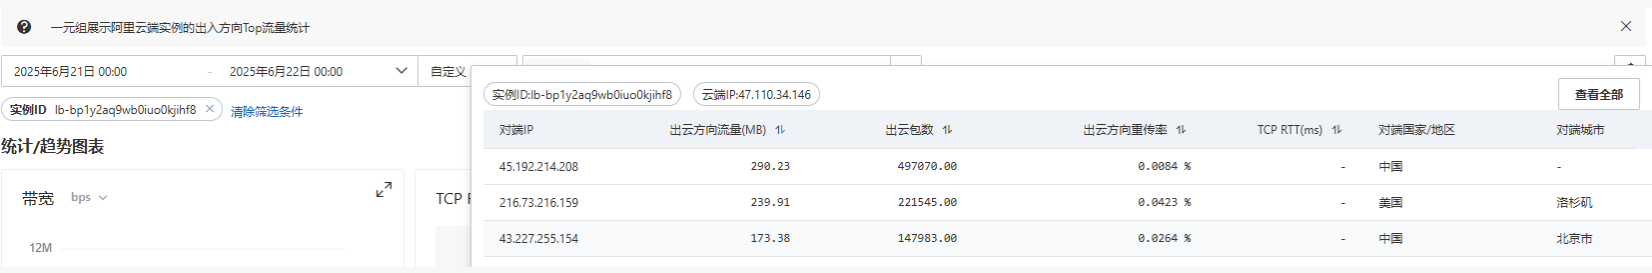 一元组展示阿里云端实例的出入方向Top流量统计
2025年6月21日 00:00 - 2025年6月22日 00:00 自定义
实例ID lb-bp1y2aq9wb0iuo0kjihf8 × 清除筛选条件
统计/趋势图表
带宽 bps
12M
TCP
实例ID:lb-bp1y2aq9wb0iuo0kjihf8 云端IP:47.110.34.146 查看全部
对端IP 出云方向流量(MB) 出云包数 出云方向重传率 TCP RTT(ms) 对端国家/地区 对端城市
45.192.214.208 290.23 497070.00 0.0084 % - 中国 -
216.73.216.159 239.91 221545.00 0.0423 % - 美国 洛杉矶
43.227.255.154 173.38 147983.00 0.0264 % - 中国 北京市